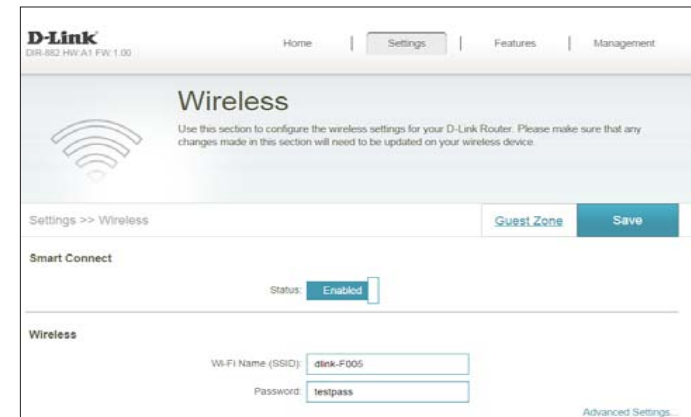 D-Link
DIR-882 HW:A1 FW:1.00
Home | Settings | Features | Management
Wireless
Use this section to configure the wireless settings for your D-Link Router. Please make sure that any
changes made in this section will need to be updated on your wireless device.
Settings >> Wireless
Guest Zone
Save
Smart Connect
Status: Enabled
Wireless
Wi-Fi Name (SSID): dlink-F005
Password: testpass
Advanced Settings...